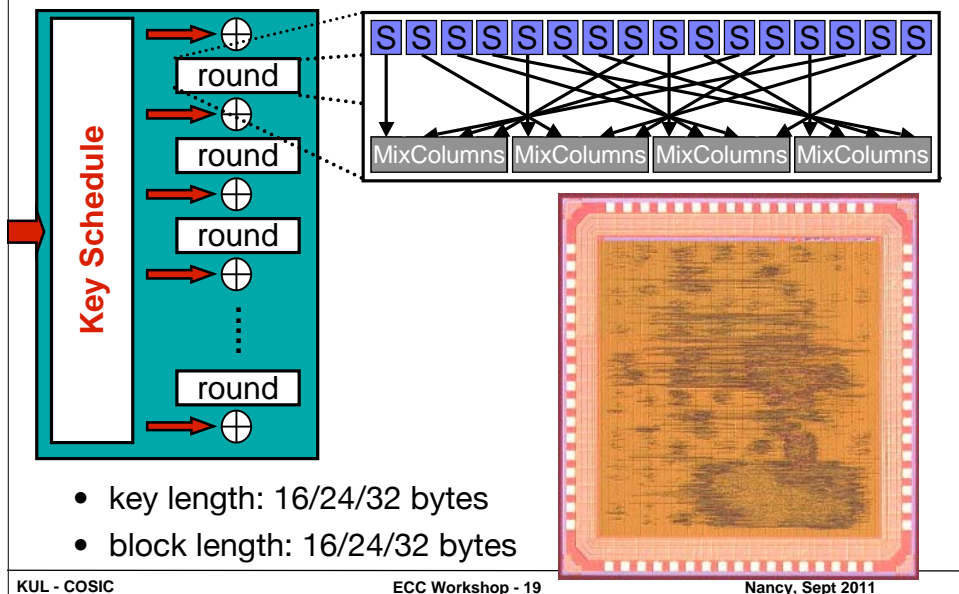 Key Schedule
round
round
round
round
S S S S S S S S S S S S S S S S
MixColumns MixColumns MixColumns MixColumns
• key length: 16/24/32 bytes
• block length: 16/24/32 bytes
KUL - COSIC ECC Workshop - 19 Nancy, Sept 2011